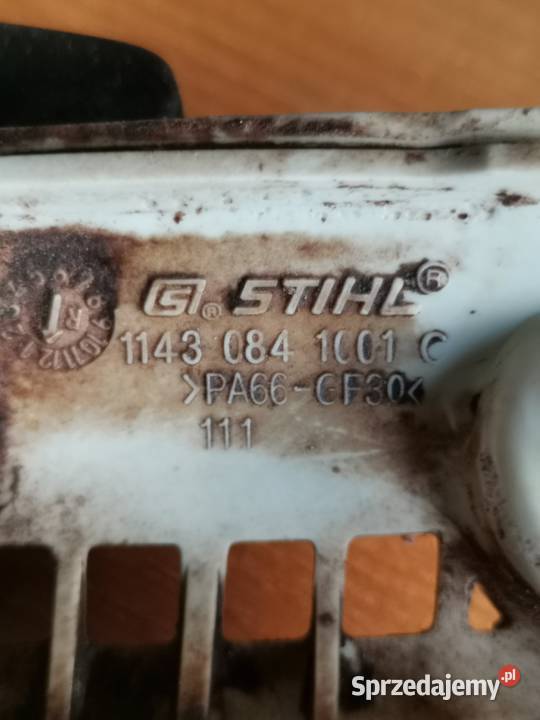 STIHL®
1143 084 1001 C
>PA66-GF30<
111
Sprzedajemy.pl